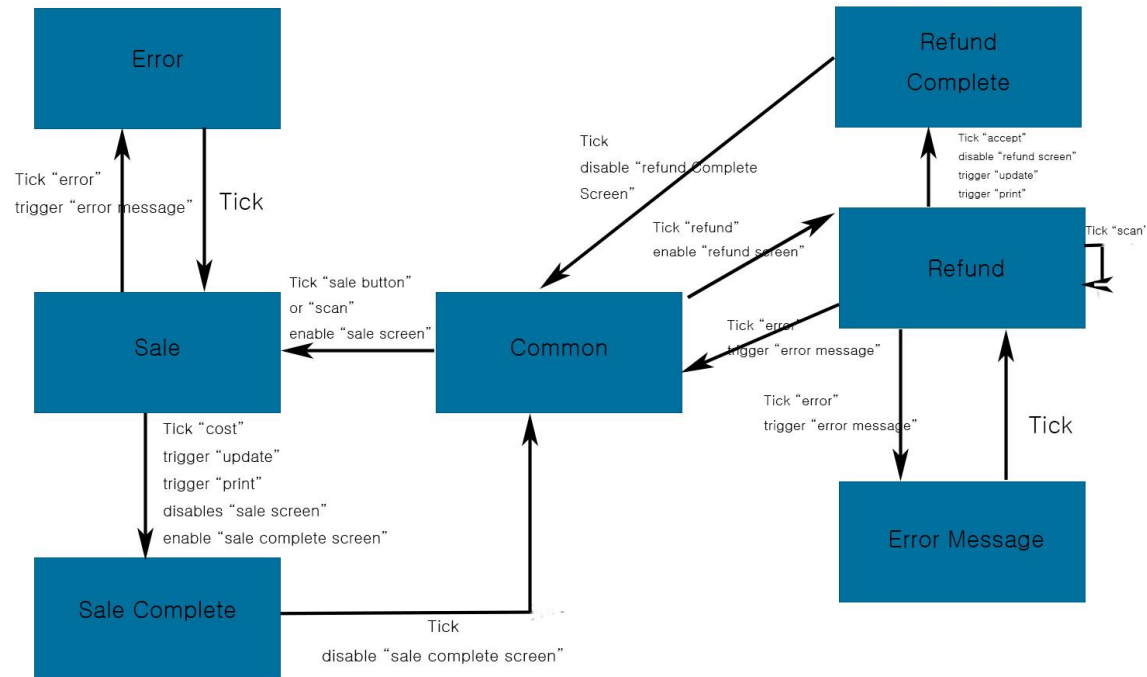 Error
Refund
Complete
Tick "error"
trigger "error message"
Tick
Tick
disable "refund Complete
Screen"
Tick "accept"
disable "refund screen"
trigger "update"
trigger "print"
Tick "refund"
enable "refund screen"
Refund
Tick "scan"
Sale
Tick "sale button"
or "scan"
enable "sale screen"
Common
Tick "error"
trigger "error message"
Tick "error"
trigger "error message"
Tick
Tick "cost"
trigger "update"
trigger "print"
disables "sale screen"
enable "sale complete screen"
Error Message
Sale Complete
Tick
disable "sale complete screen"